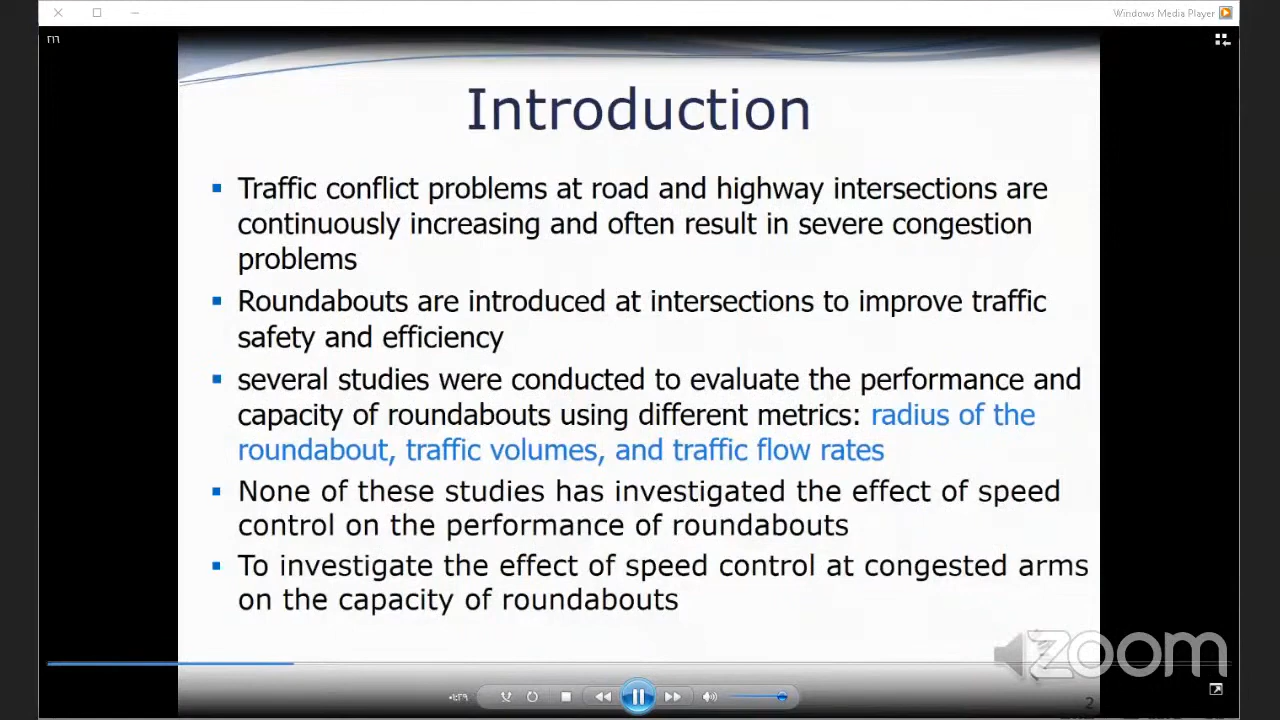 Windows Media Player
Introduction
Traffic conflict problems at road and highway intersections are
continuously increasing and often result in severe congestion
problems
Roundabouts are introduced at intersections to improve traffic
safety and efficiency
several studies were conducted to evaluate the performance and
capacity of roundabouts using different metrics: radius of the
roundabout, traffic volumes, and traffic flow rates
None of these studies has investigated the effect of speed
control on the performance of roundabouts
To investigate the effect of speed control at congested arms
on the capacity of roundabouts
zoom
٠١:٢٩
2